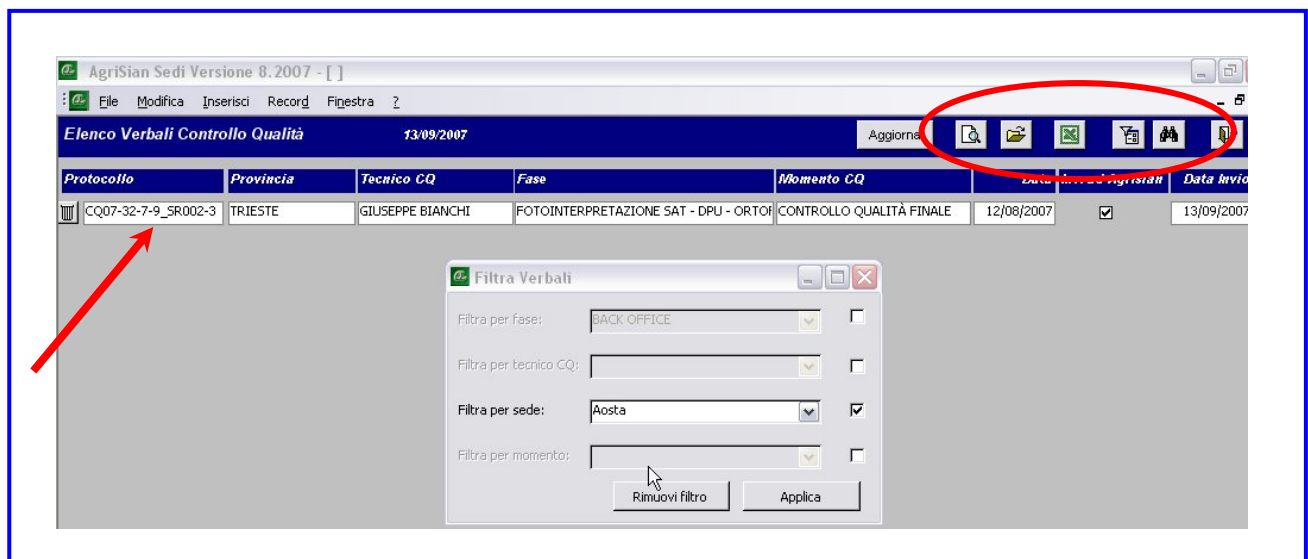 AgriSian Sedi Versione 8.2007 - [ ]
File Modifica Inserisci Record Finestra ?
Elenco Verbali Controllo Qualità 13/09/2007 Aggiorna
Protocollo Provincia Tecnico CQ Fase Momento CQ Data Agrisian Data Invio
CQ07-32-7-9_SR002-3 TRIESTE GIUSEPPE BIANCHI FOTOINTERPRETAZIONE SAT - DPU - ORTOF CONTROLLO QUALITÀ FINALE 12/08/2007 13/09/2007
Filtra Verbali
Filtra per fase: BACK OFFICE
Filtra per tecnico CQ:
Filtra per sede: Aosta
Filtra per momento:
Rimuovi filtro Applica